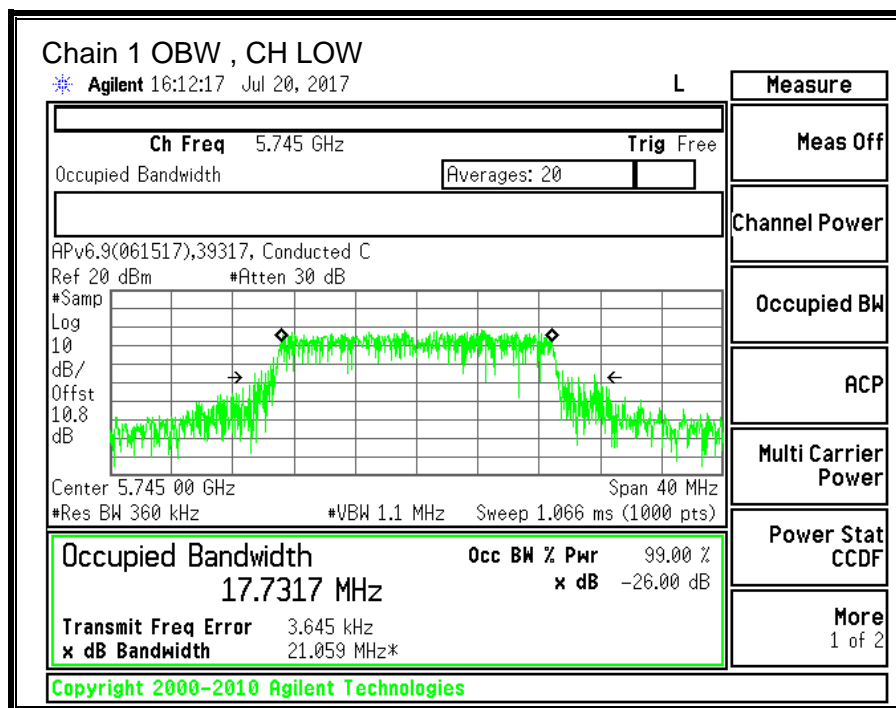 Chain 1 OBW , CH LOW
Agilent 16:12:17 Jul 20, 2017 L
Measure
Ch Freq 5.745 GHz Trig Free
Occupied Bandwidth Averages: 20
APv6.9(061517),39317, Conducted C
Ref 20 dBm #Atten 30 dB
#Samp
Log
10
dB/
Offst
10.8
dB
Center 5.745 00 GHz Span 40 MHz
#Res BW 360 kHz #VBW 1.1 MHz Sweep 1.066 ms (1000 pts)
Occupied Bandwidth Occ BW % Pwr 99.00 %
17.7317 MHz x dB -26.00 dB
Transmit Freq Error 3.645 kHz
x dB Bandwidth 21.059 MHz*
Copyright 2000-2010 Agilent Technologies
Meas Off
Channel Power
Occupied BW
ACP
Multi Carrier
Power
Power Stat
CCDF
More
1 of 2